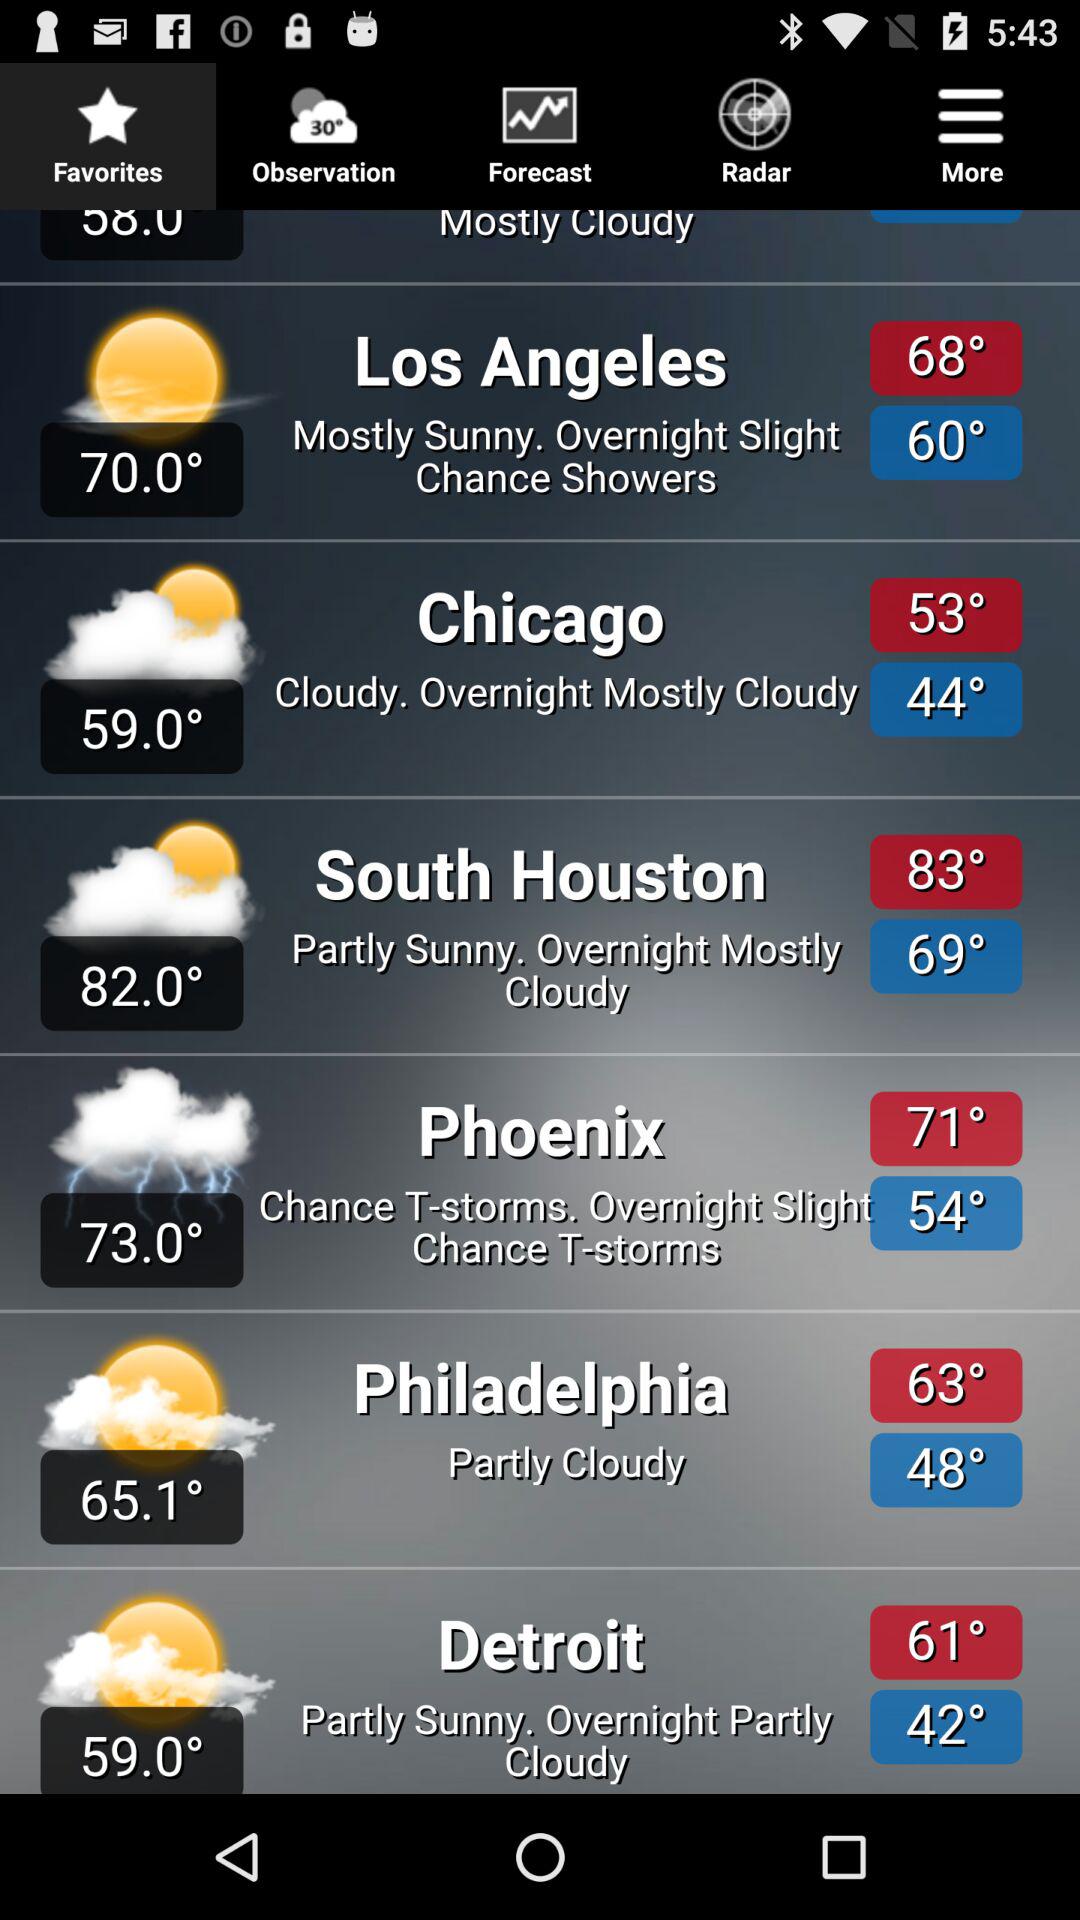 5:43
30°
Favorites Observation Forecast Radar More
58.0°
Mostly Cloudy
Los Angeles
Mostly Sunny. Overnight Slight
Chance Showers
70.0°
68°
60°
Chicago
Cloudy. Overnight Mostly Cloudy
59.0°
53°
44°
South Houston
Partly Sunny. Overnight Mostly
Cloudy
82.0°
83°
69°
Phoenix
Chance T-storms. Overnight Slight
Chance T-storms
73.0°
71°
54°
Philadelphia
Partly Cloudy
65.1°
63°
48°
Detroit
Partly Sunny. Overnight Partly
Cloudy
59.0°
61°
42°